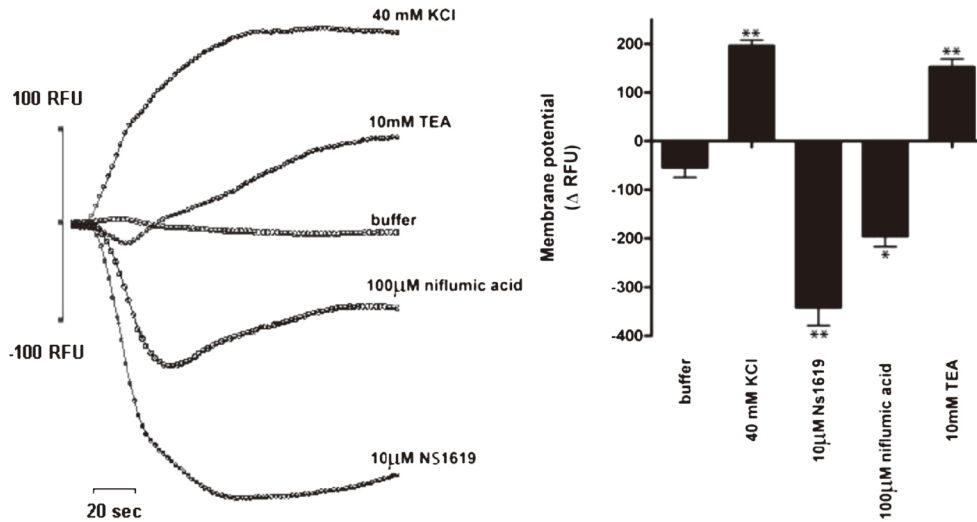 40 mM KCl
100 RFU
10mM TEA
buffer
100µM niflumic acid
-100 RFU
10µM NS1619
20 sec
Membrane potential
(Δ RFU)
200
100
0
-100
-200
-300
-400
**
**
*
**
buffer
40 mM KCl
10µM Ns1619
100µM niflumic acid
10mM TEA